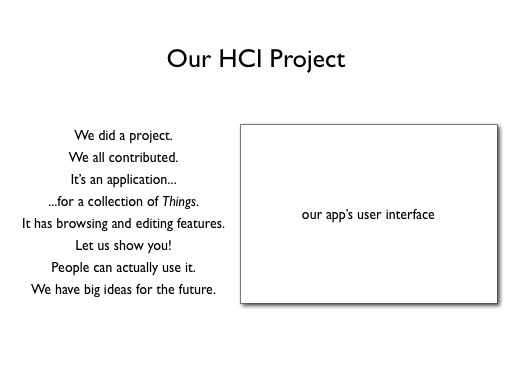 Our HCI Project
We did a project.
We all contributed.
It's an application...
...for a collection of Things.
It has browsing and editing features.
Let us show you!
People can actually use it.
We have big ideas for the future.
our app's user interface